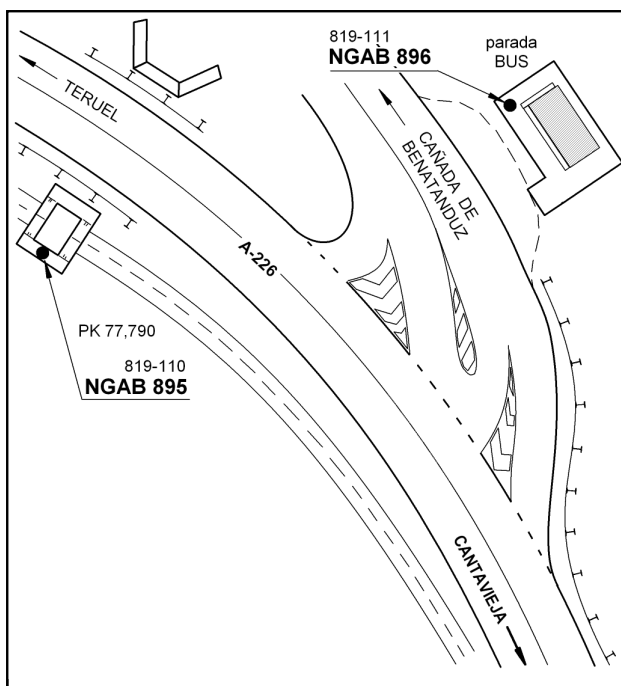 819-111
NGAB 896
parada
BUS
TERUEL
CAÑADA DE
BENATANDUZ
A-226
PK 77,790
819-110
NGAB 895
CANTAVIEJA